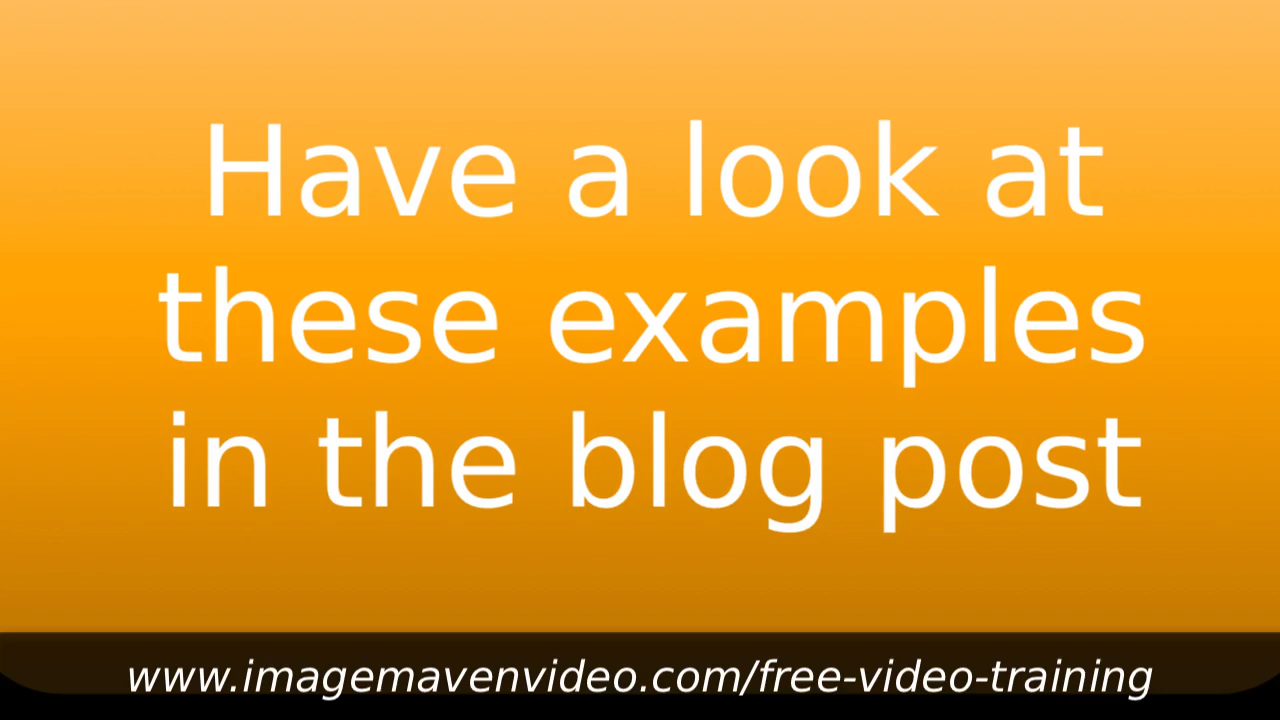 Have a look at
these examples
in the blog post
www.imagemavenvideo.com/free-video-training